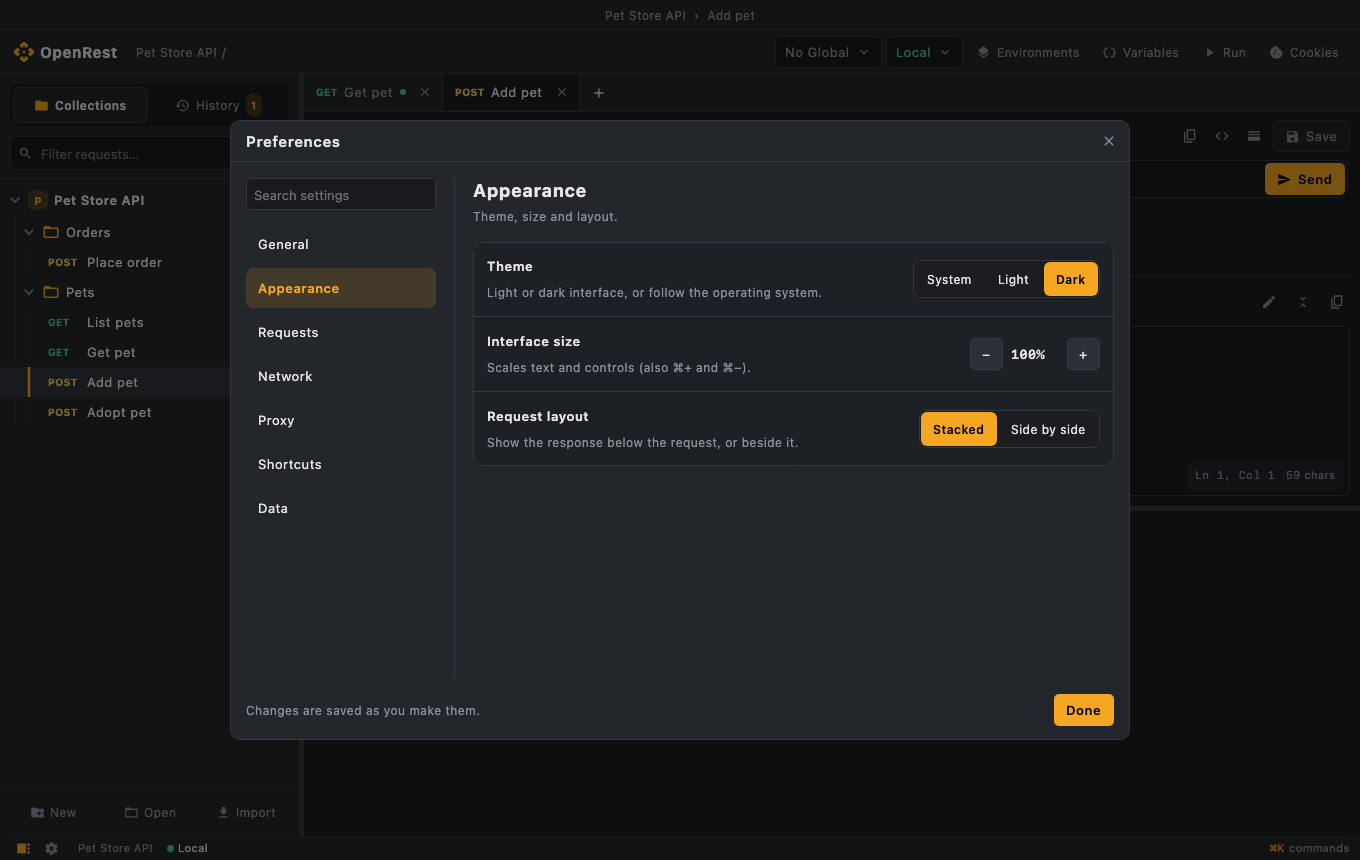 Pet Store API › Add pet
OpenRest Pet Store API / No Global Local Environments {} Variables Run Cookies
Collections History 1
GET Get pet POST Add pet +
Filter requests...
Save
Send
P Pet Store API
Orders
POST Place order
Pets
GET List pets
GET Get pet
POST Add pet
POST Adopt pet
Preferences
Search settings
General
Appearance
Requests
Network
Proxy
Shortcuts
Data
Appearance
Theme, size and layout.
Theme
Light or dark interface, or follow the operating system.
System Light Dark
Interface size
Scales text and controls (also ⌘+ and ⌘−).
− 100% +
Request layout
Show the response below the request, or beside it.
Stacked Side by side
Changes are saved as you make them.
Done
Ln 1, Col 1 59 chars
New Open Import
Pet Store API Local ⌘K commands